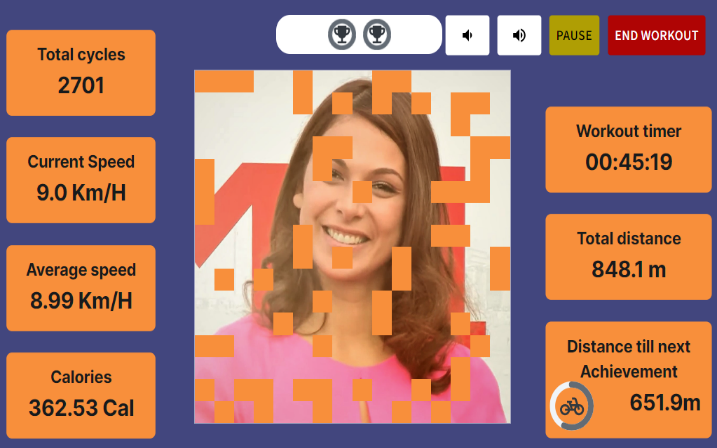 PAUSE
END WORKOUT
Total cycles
2701
Current Speed
9.0 Km/H
Average speed
8.99 Km/H
Calories
362.53 Cal
Workout timer
00:45:19
Total distance
848.1 m
Distance till next
Achievement
651.9m